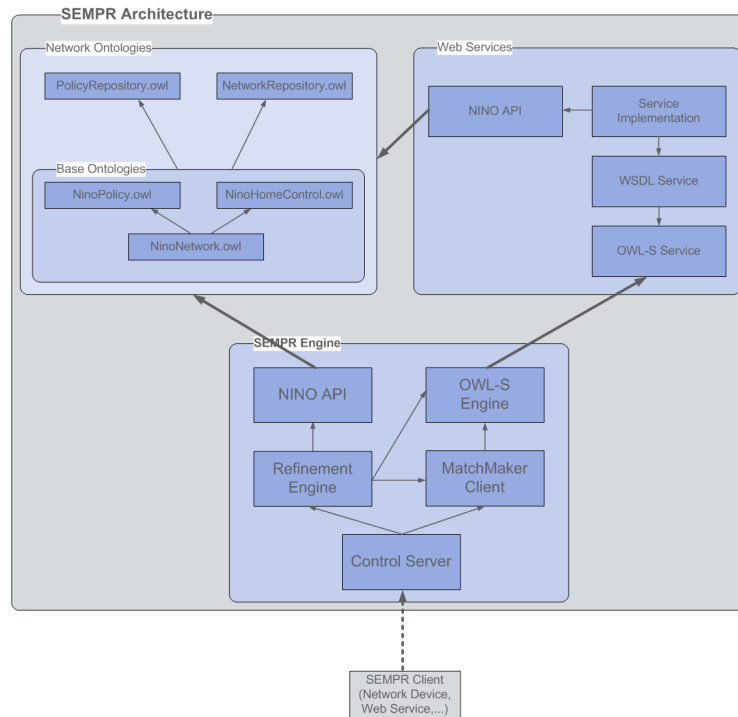 SEMPR Architecture
Network Ontologies
PolicyRepository.owl
NetworkRepository.owl
Base Ontologies
NinoPolicy.owl
NinoHomeControl.owl
NinoNetwork.owl
Web Services
NINO API
Service
Implementation
WSDL Service
OWL-S Service
SEMPR Engine
NINO API
OWL-S
Engine
Refinement
Engine
MatchMaker
Client
Control Server
SEMPR Client
(Network Device,
Web Service,...)